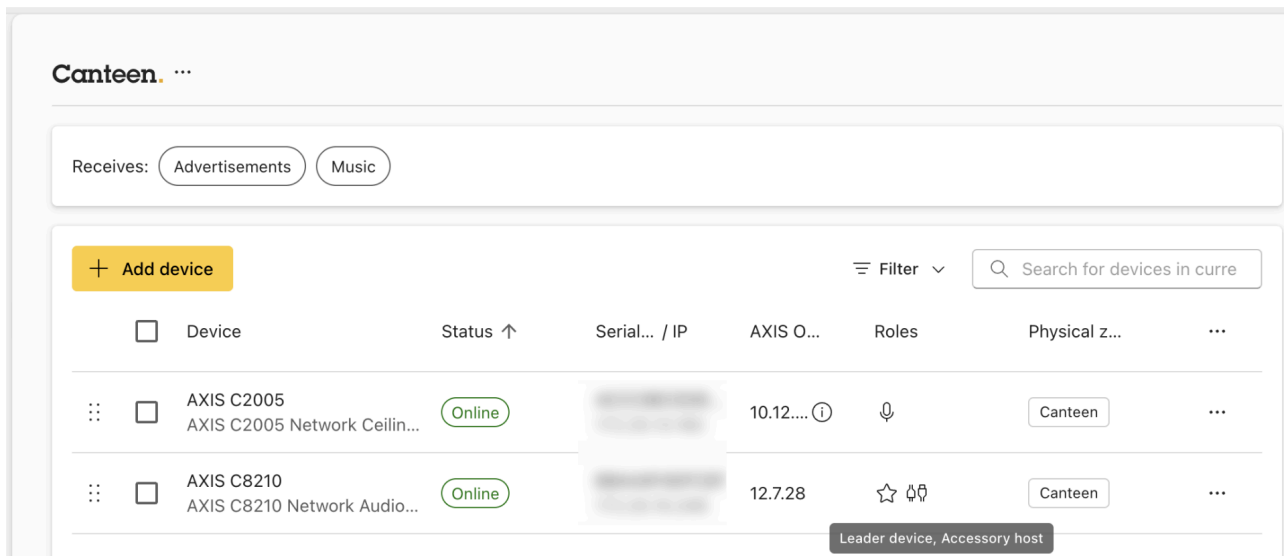 Canteen. ...
Receives: Advertisements Music
+ Add device Filter Search for devices in curre
Device Status ↑ Serial... / IP AXIS O... Roles Physical z... ...
AXIS C2005
AXIS C2005 Network Ceilin... Online 10.12.... Canteen ...
AXIS C8210
AXIS C8210 Network Audio... Online 12.7.28 Canteen ...
Leader device, Accessory host